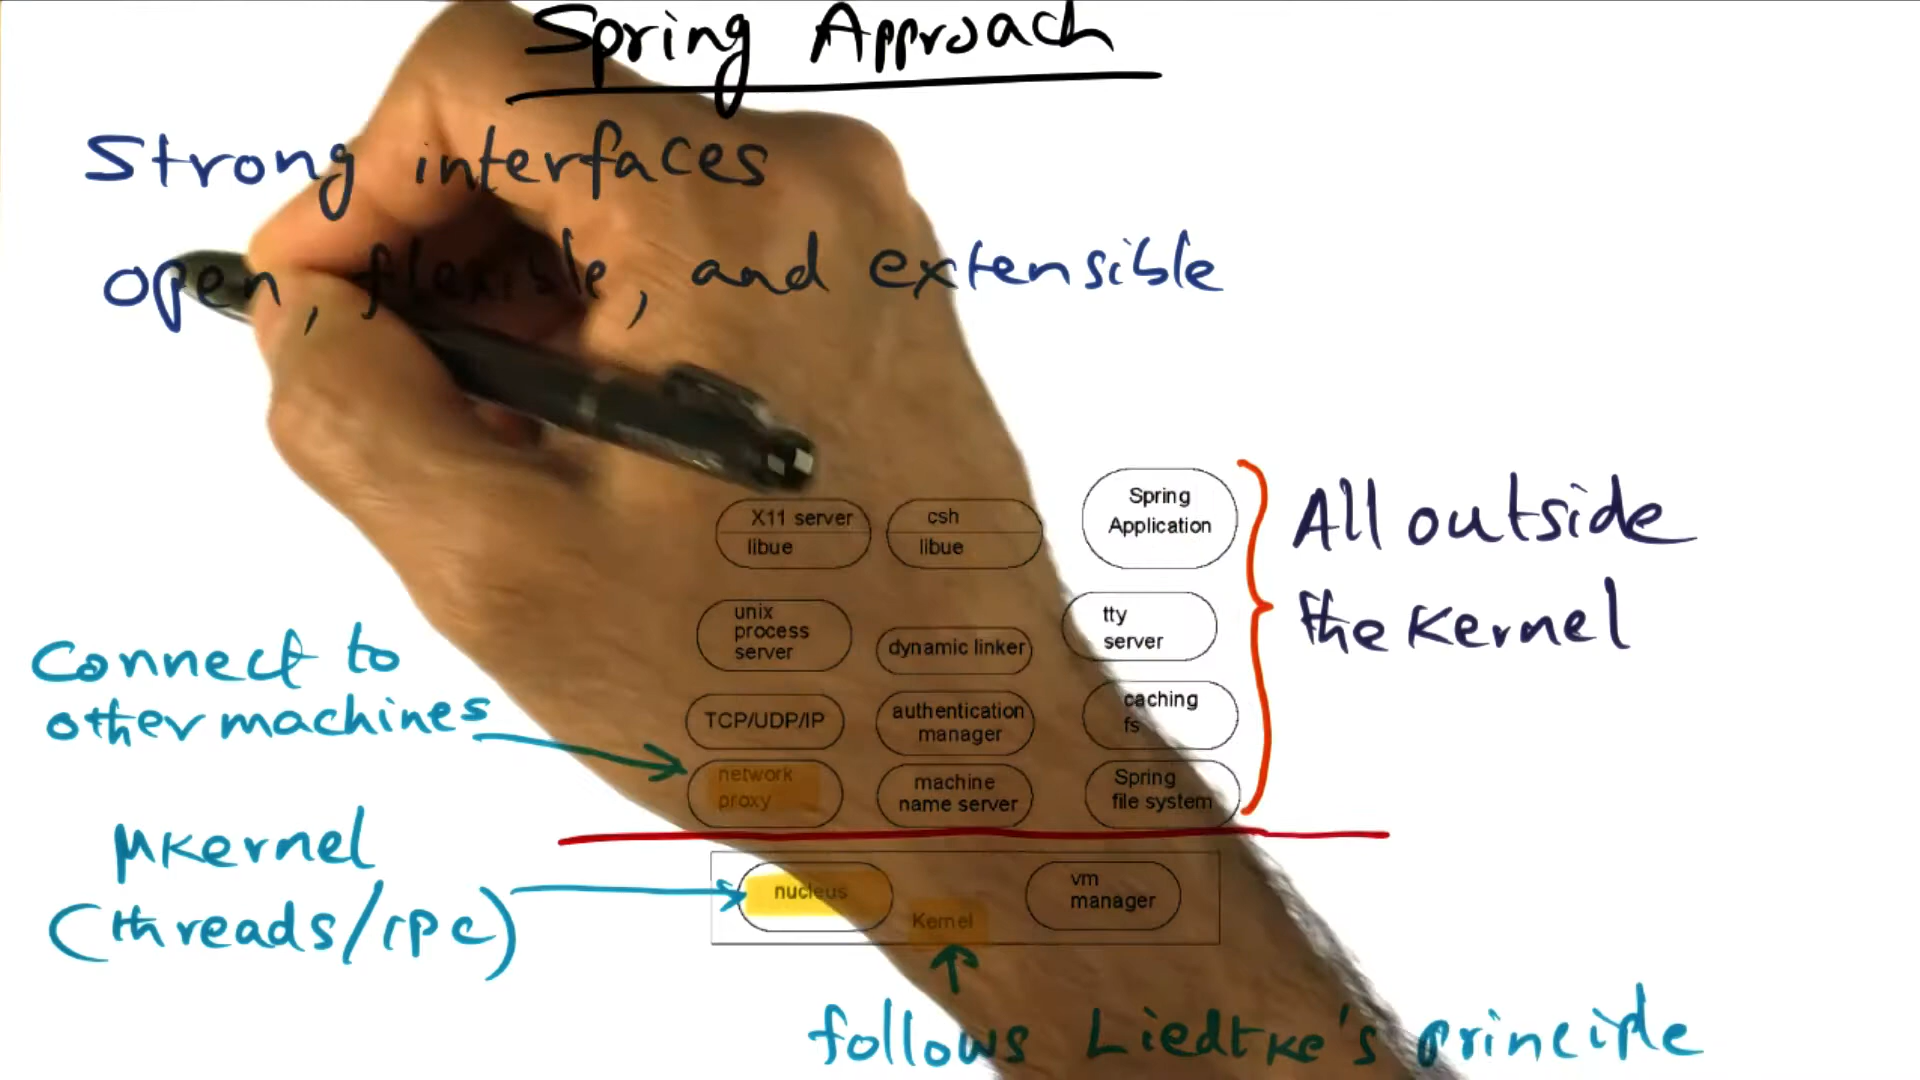 Spring Approach
Strong interfaces
open, flexible, and extensible
X11 server
libue
csh
libue
Spring
Application
All outside
the Kernel
unix
process
server
dynamic linker
tty
server
Connect to
other machines
TCP/UDP/IP
authentication
manager
caching
fs
network
proxy
machine
name server
Spring
file system
μKernel
(threads/IPC)
nucleus
Kernel
vm
manager
follows Liedtke's principle